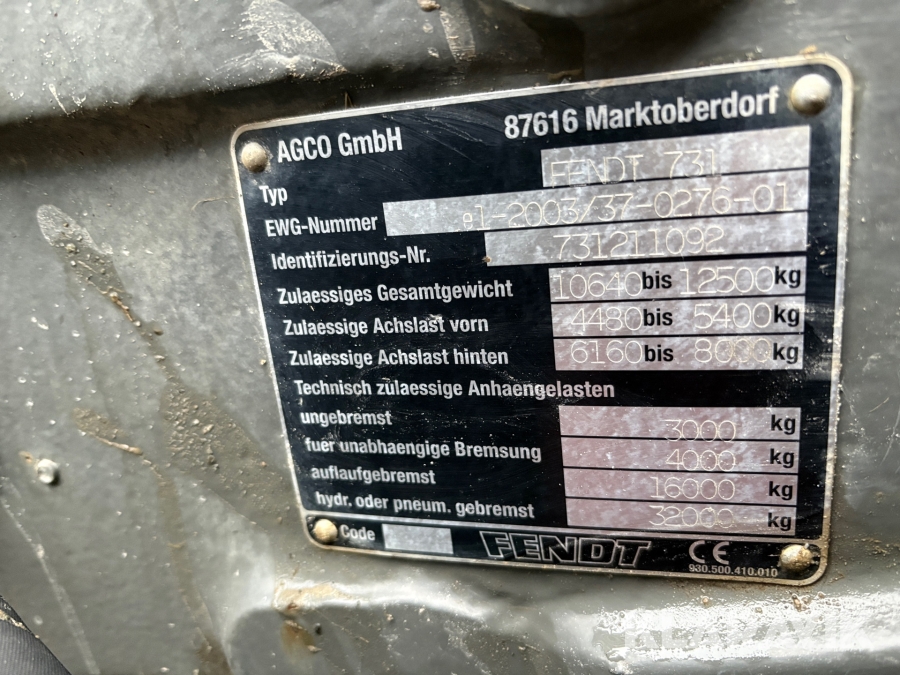 AGCO GmbH 87616 Marktoberdorf
Typ FENDT 731
EWG-Nummer e1-2003/37-0276-01
Identifizierungs-Nr. 731211092
Zulaessiges Gesamtgewicht 10640 bis 12500 kg
Zulaessige Achslast vorn 4480 bis 5400 kg
Zulaessige Achslast hinten 6160 bis 8000 kg
Technisch zulaessige Anhaengelasten
ungebremst 3000 kg
fuer unabhaengige Bremsung 4000 kg
auflaufgebremst 16000 kg
hydr. oder pneum. gebremst 32000 kg
Code FENDT CE
930.500.410.010